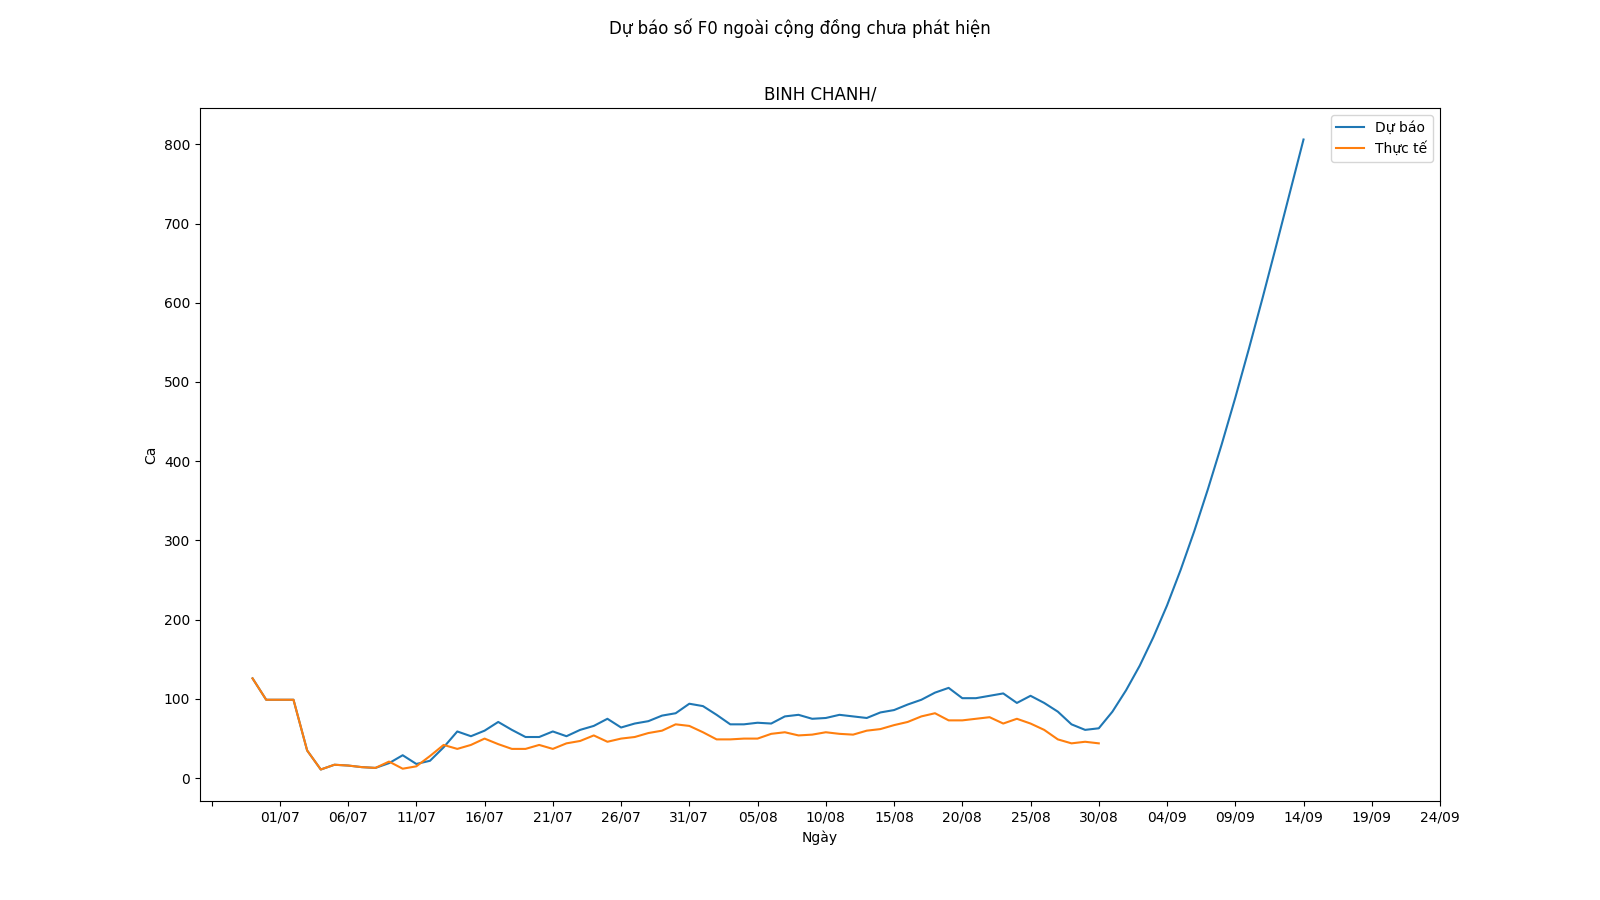 Dự báo số F0 ngoài cộng đồng chưa phát hiện
BINH CHANH/
Dự báo
Thực tế
800
700
600
500
400
300
200
100
0
Ca
01/07 06/07 11/07 16/07 21/07 26/07 31/07 05/08 10/08 15/08 20/08 25/08 30/08 04/09 09/09 14/09 19/09 24/09
Ngày